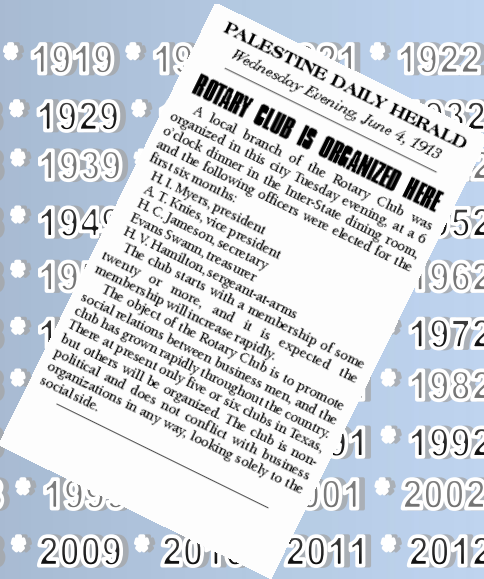 PALESTINE DAILY HERALD
Wednesday Evening, June 4, 1913
ROTARY CLUB IS ORGANIZED HERE
A local branch of the Rotary Club was
organized in this city Tuesday evening, at a 6
o'clock dinner in the Inter-State dining room,
and the following officers were elected for the
first six months:
H. I. Myers, president
A. T. Knies, vice president
H. C. Jameson, secretary
Evans Swann, treasurer
H. V. Hamilton, sergeant-at-arms
The club starts with a membership of some
twenty or more, and it is expected the
membership will increase rapidly.
The object of the Rotary Club is to promote
social relations between business men, and the
club has grown rapidly throughout the country.
There at present only five or six clubs in Texas,
but others will be organized. The club is non-
political and does not conflict with business
organizations in any way, looking solely to the
social side.
* 1919 * * 1922
1929 *
1939 *
1962
1972
* 1982
* 1992
* * 2002
* 2009 * 2011 * 2012